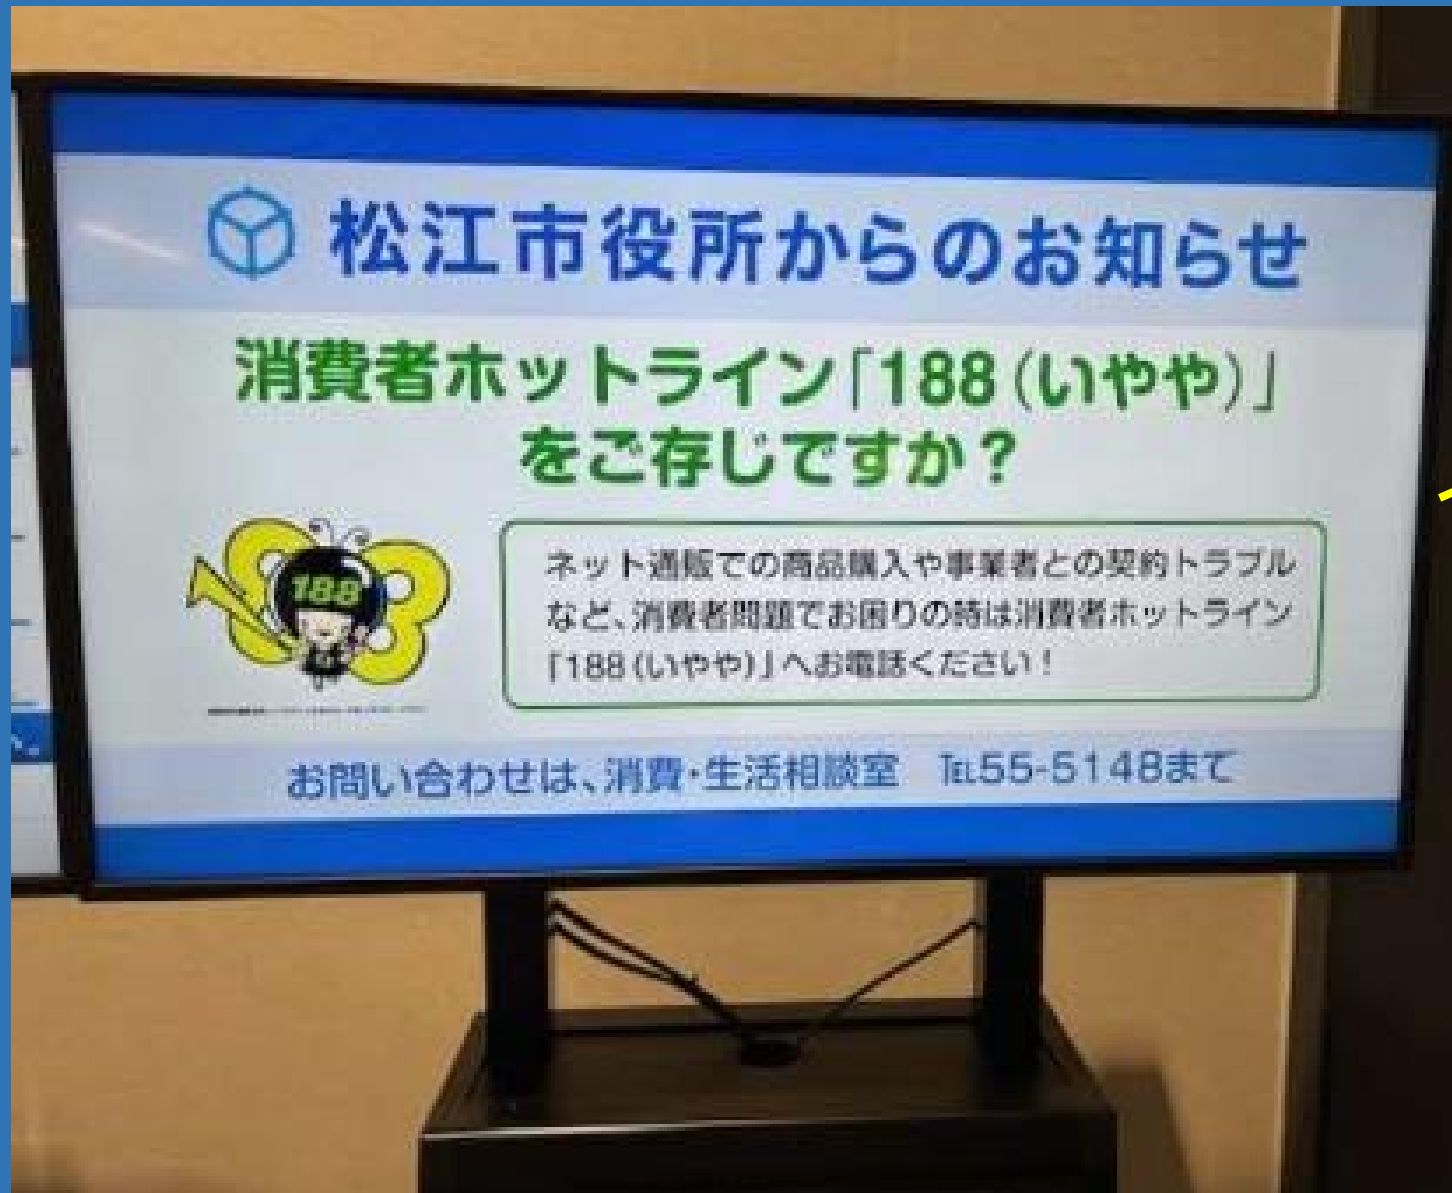 松江市役所からのお知らせ
消費者ホットライン「188(いやや)」
をご存じですか?
188
ネット通販での商品購入や事業者との契約トラブル
など、消費者問題でお困りの時は消費者ホットライン
「188(いやや)」へお電話ください!
お問い合わせは、消費・生活相談室 ℡55-5148まで